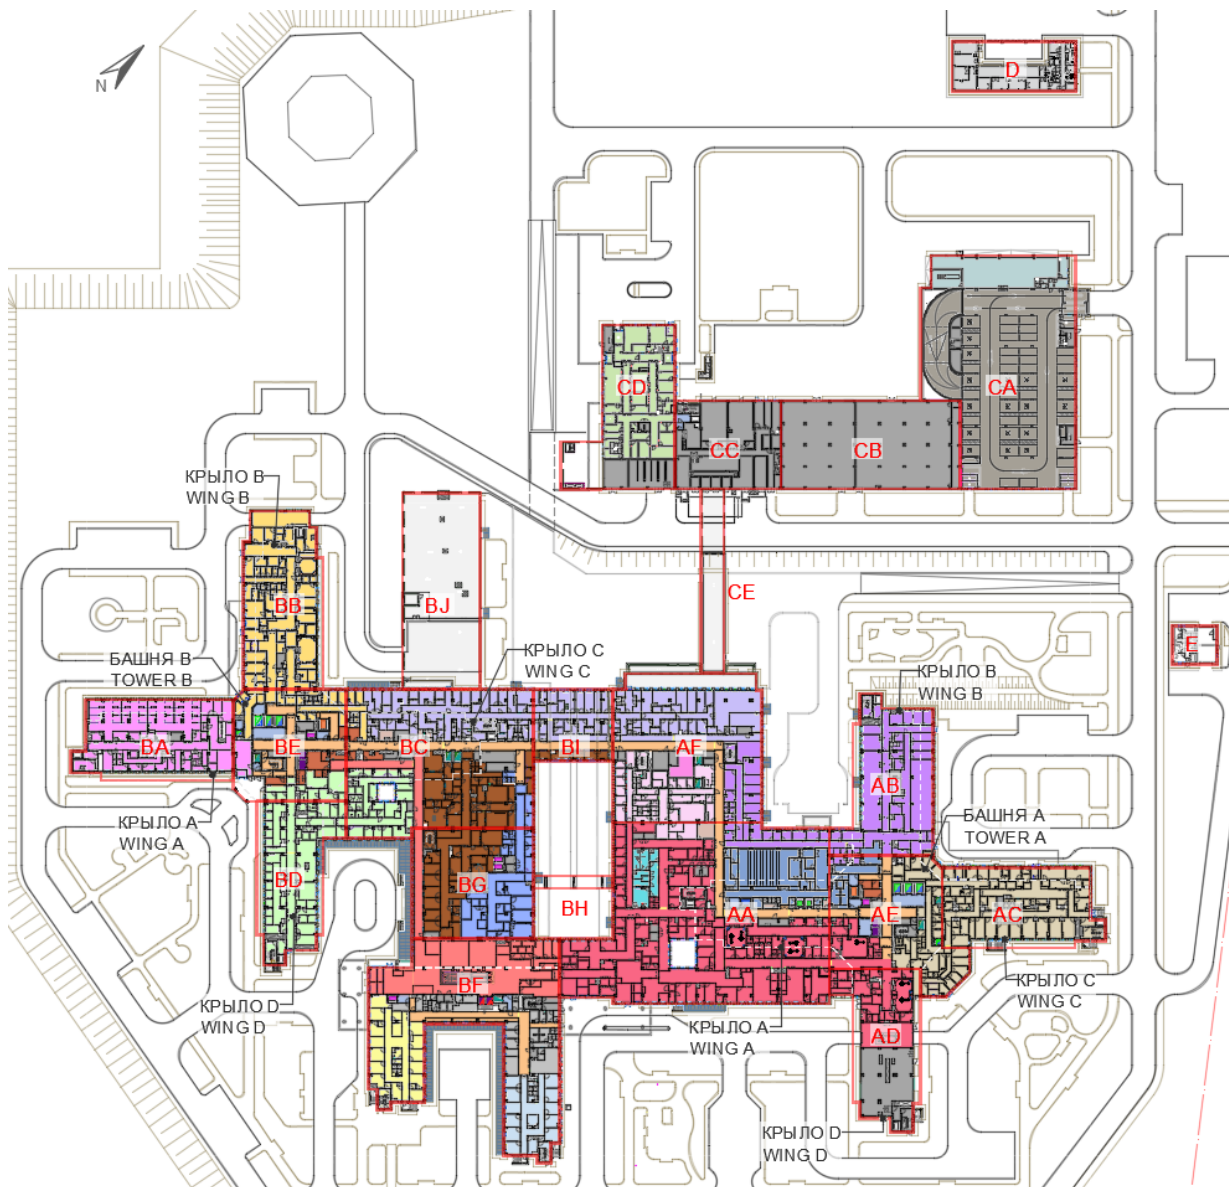 N
D
CD
CC
CB
CA
КРЫЛО B
WING B
CE
BB
BJ
E
БАШНЯ B
TOWER B
КРЫЛО C
WING C
КРЫЛО B
WING B
BA
BE
BC
BI
AF
AB
КРЫЛО A
WING A
БАШНЯ A
TOWER A
BD
BG
BH
AA
AE
AC
КРЫЛО D
WING D
BF
КРЫЛО A
WING A
КРЫЛО C
WING C
AD
КРЫЛО D
WING D